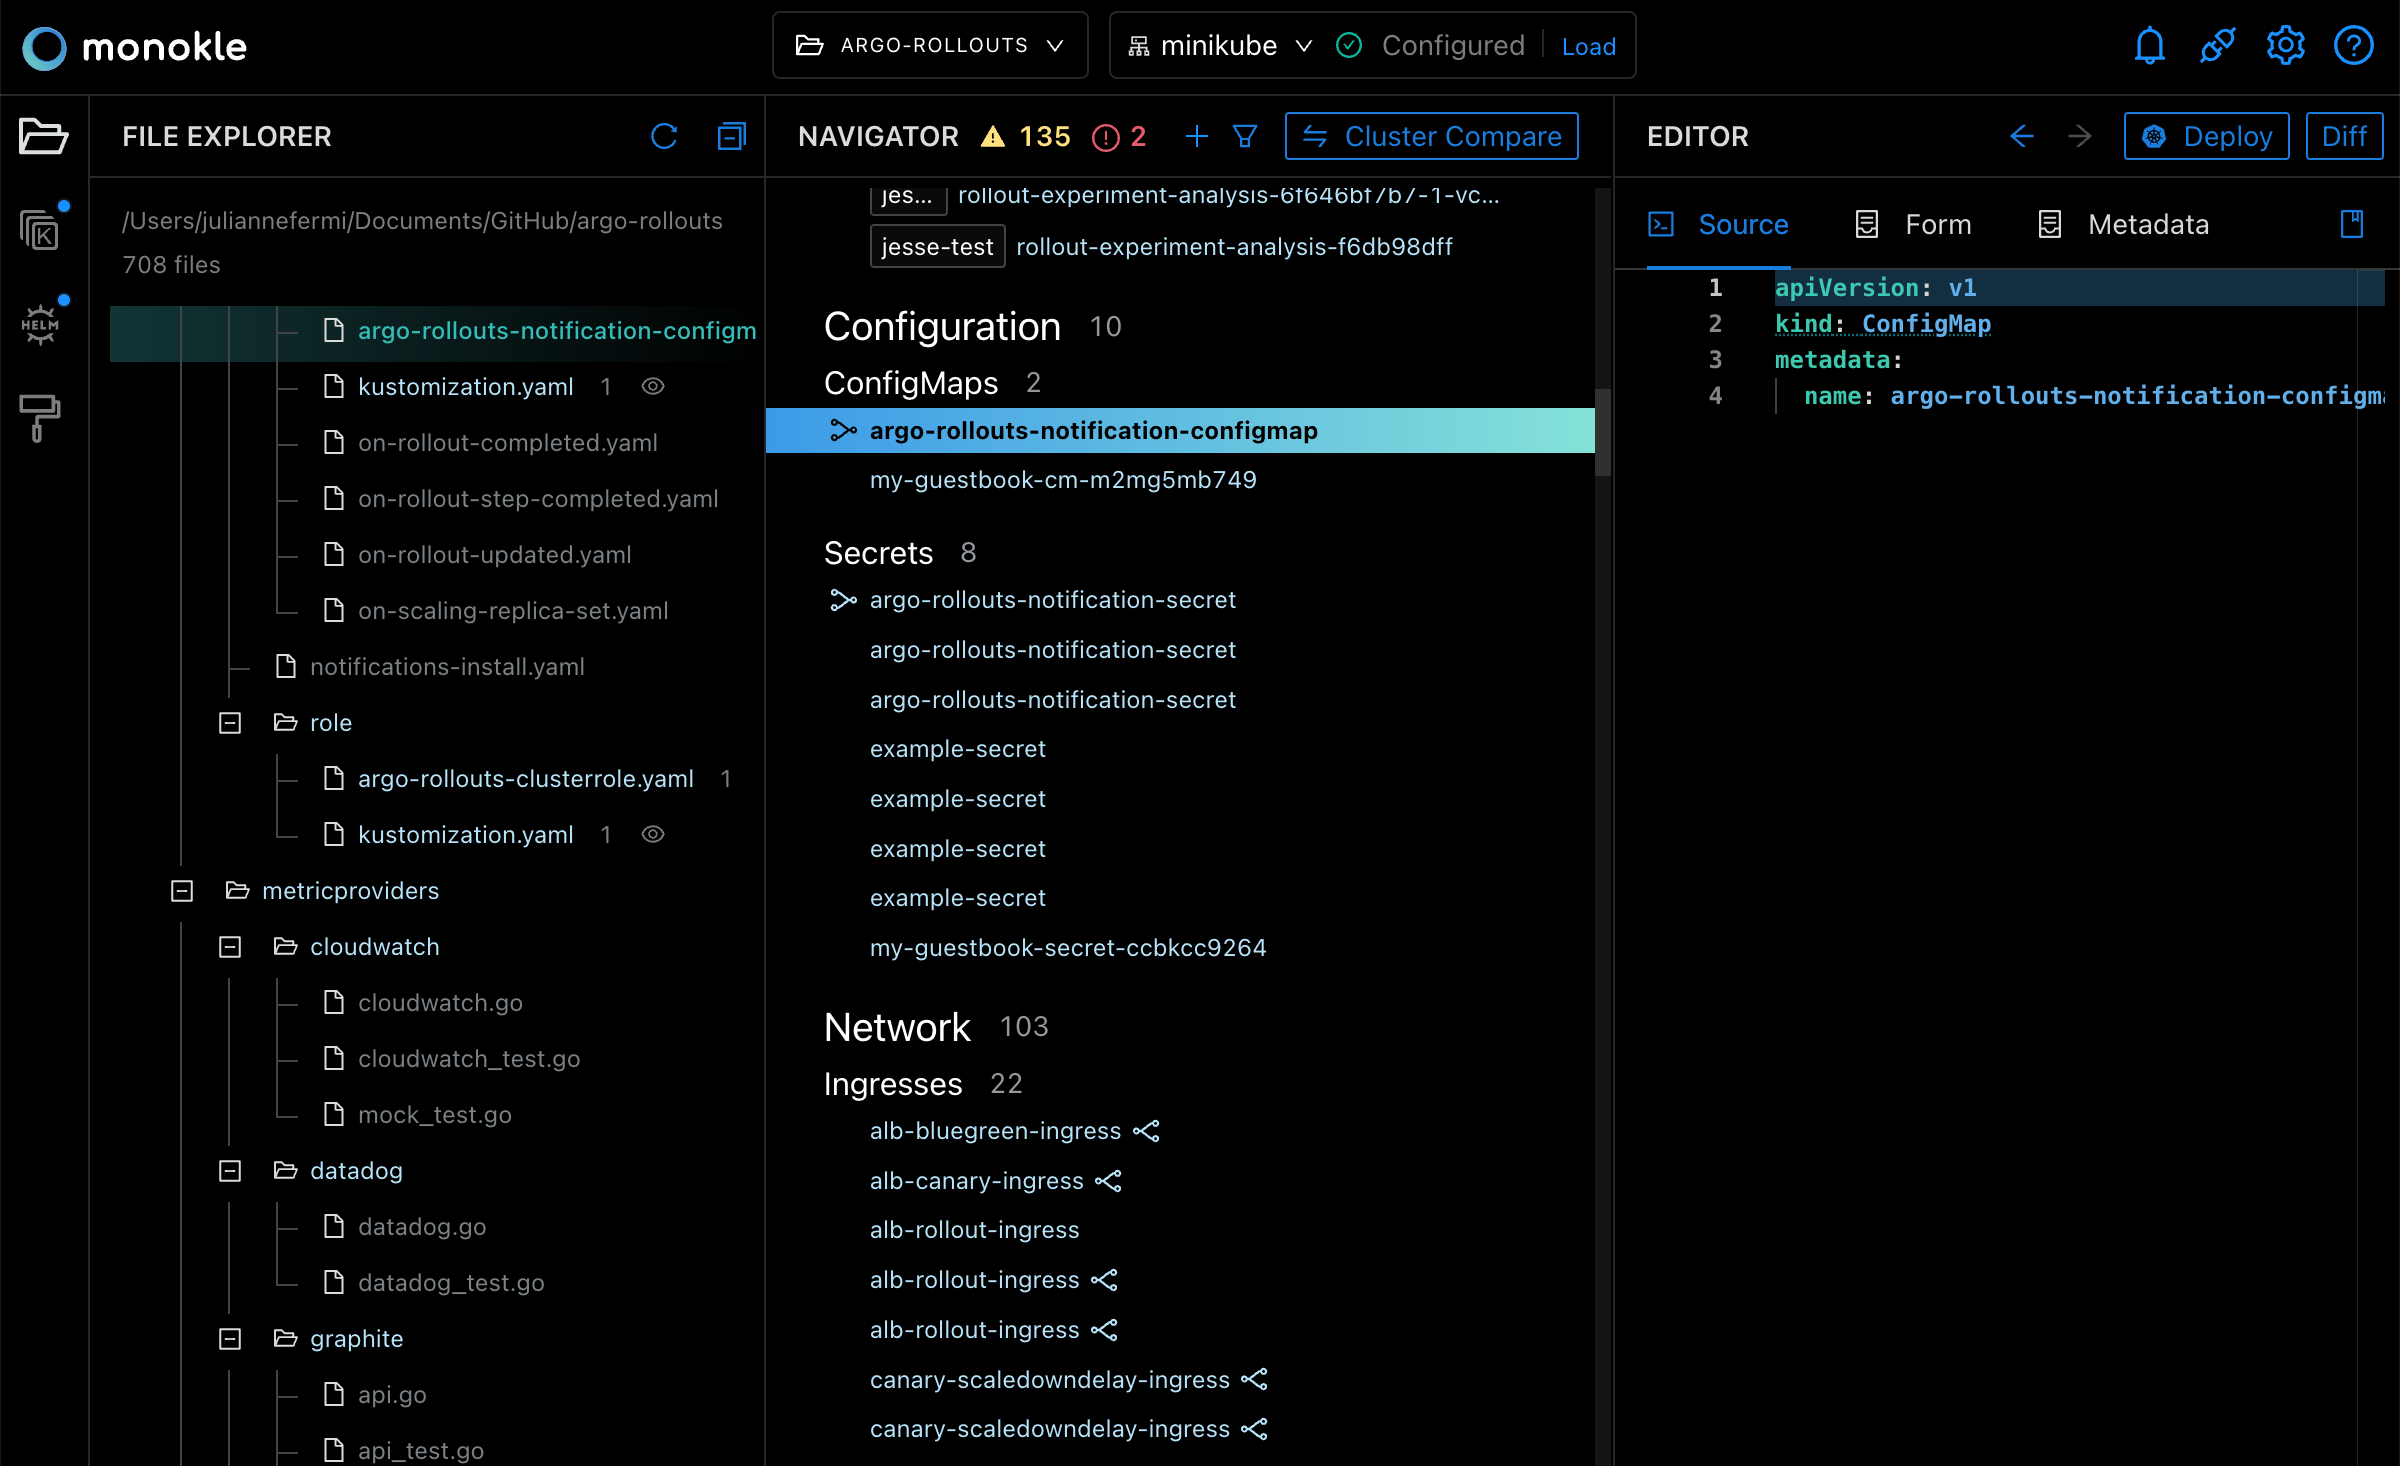 monokle
ARGO-ROLLOUTS
minikube
Configured
Load
FILE EXPLORER
/Users/juliannefermi/Documents/GitHub/argo-rollouts
708 files
argo-rollouts-notification-configm
kustomization.yaml 1
on-rollout-completed.yaml
on-rollout-step-completed.yaml
on-rollout-updated.yaml
on-scaling-replica-set.yaml
notifications-install.yaml
role
argo-rollouts-clusterrole.yaml 1
kustomization.yaml 1
metricproviders
cloudwatch
cloudwatch.go
cloudwatch_test.go
mock_test.go
datadog
datadog.go
datadog_test.go
graphite
api.go
api_test.go
K
HELM
NAVIGATOR 135 2
Cluster Compare
jes... rollout-experiment-analysis-6f646bf7b7-1-vc...
jesse-test rollout-experiment-analysis-f6db98dff
Configuration 10
ConfigMaps 2
argo-rollouts-notification-configmap
my-guestbook-cm-m2mg5mb749
Secrets 8
argo-rollouts-notification-secret
argo-rollouts-notification-secret
argo-rollouts-notification-secret
example-secret
example-secret
example-secret
example-secret
my-guestbook-secret-ccbkcc9264
Network 103
Ingresses 22
alb-bluegreen-ingress
alb-canary-ingress
alb-rollout-ingress
alb-rollout-ingress
alb-rollout-ingress
canary-scaledowndelay-ingress
canary-scaledowndelay-ingress
EDITOR
Deploy
Diff
Source
Form
Metadata
1 apiVersion: v1
2 kind: ConfigMap
3 metadata:
4 name: argo-rollouts-notification-configma